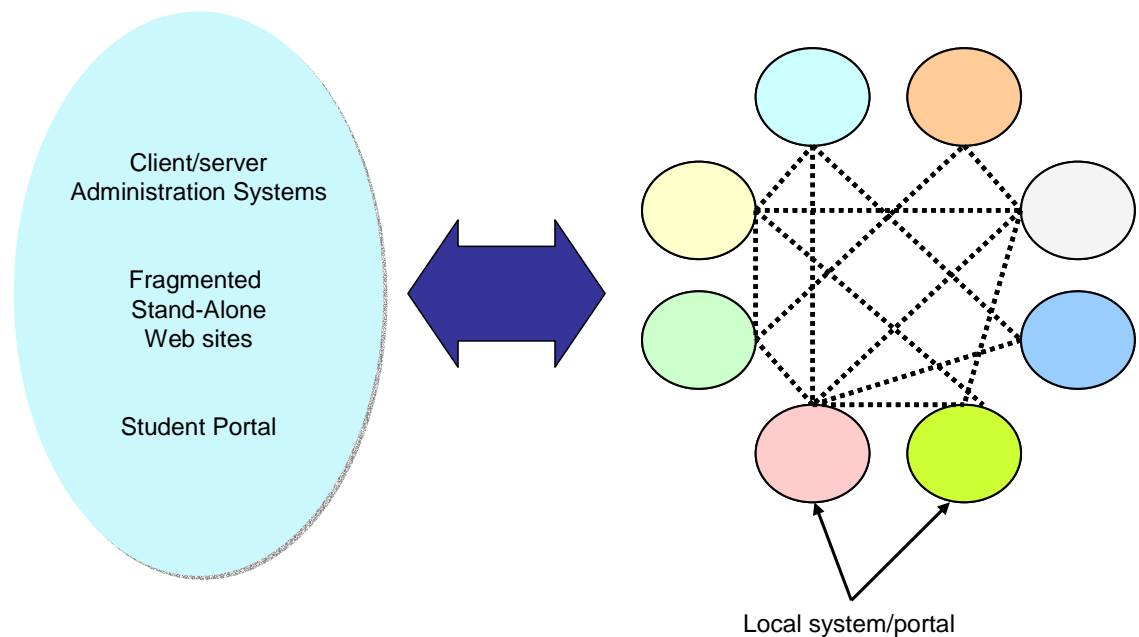 Client/server
Administration Systems
Fragmented
Stand-Alone
Web sites
Student Portal
Local system/portal